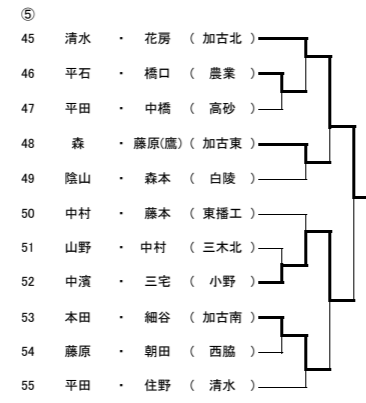 ⑤
45 清水 ・ 花房 ( 加古北 )
46 平石 ・ 橋口 ( 農業 )
47 平田 ・ 中橋 ( 高砂 )
48 森 ・ 藤原(鷹) ( 加古東 )
49 陰山 ・ 森本 ( 白陵 )
50 中村 ・ 藤本 ( 東播工 )
51 山野 ・ 中村 ( 三木北 )
52 中濱 ・ 三宅 ( 小野 )
53 本田 ・ 細谷 ( 加古南 )
54 藤原 ・ 朝田 ( 西脇 )
55 平田 ・ 住野 ( 清水 )